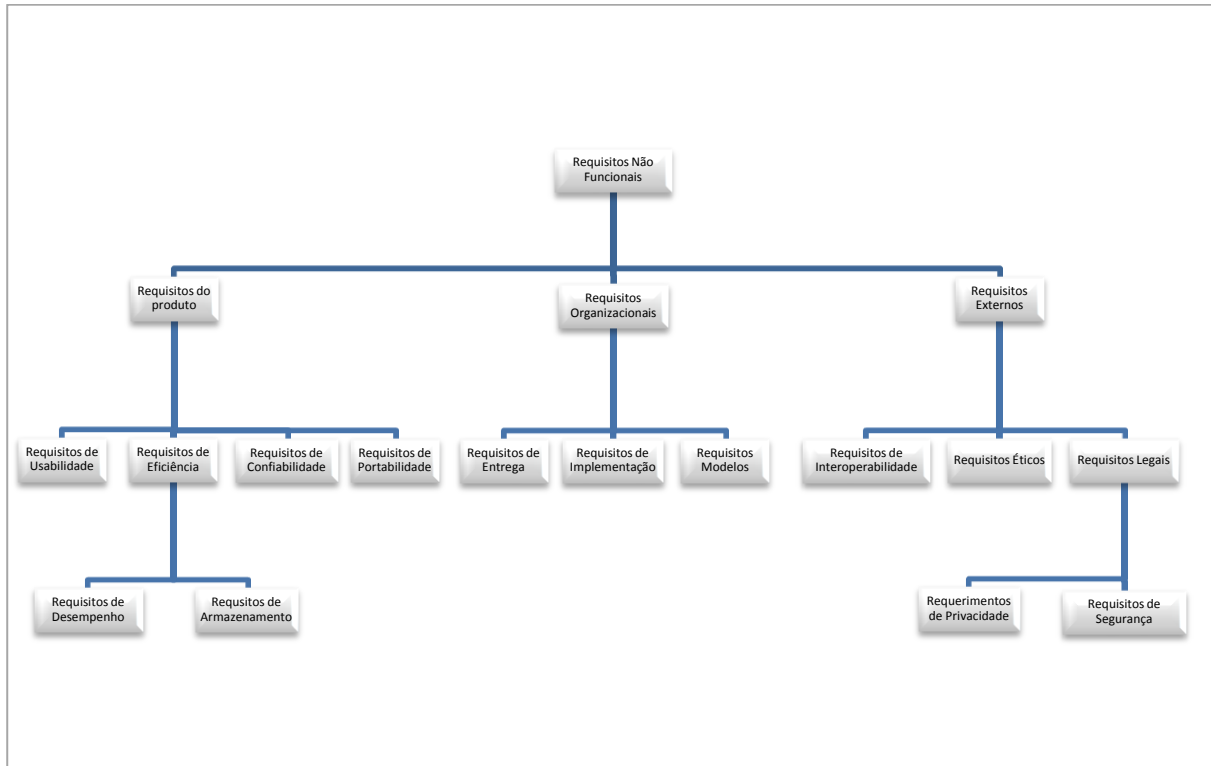 Requisitos Não
Funcionais
Requisitos do
produto
Requisitos
Organizacionais
Requisitos
Externos
Requisitos de
Usabilidade
Requisitos de
Eficiência
Requisitos de
Confiabilidade
Requisitos de
Portabilidade
Requisitos de
Entrega
Requisitos de
Implementação
Requisitos
Modelos
Requisitos de
Interoperabilidade
Requisitos Éticos
Requisitos Legais
Requisitos de
Desempenho
Requsitos de
Armazenamento
Requerimentos
de Privacidade
Requisitos de
Segurança